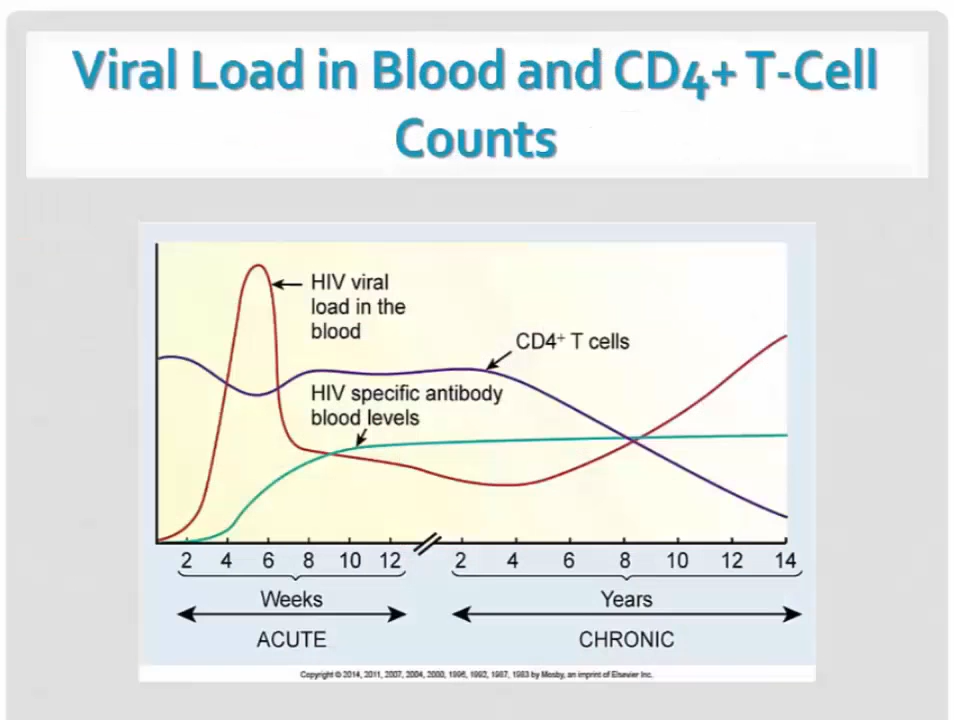 Viral Load in Blood and CD4+ T-Cell
Counts
HIV viral
load in the
blood
CD4+ T cells
HIV specific antibody
blood levels
2 4 6 8 10 12 2 4 6 8 10 12 14
Weeks Years
ACUTE CHRONIC
Copyright © 2014, 2011, 2007, 2004, 2000, 1996, 1992, 1987, 1983 by Mosby, an imprint of Elsevier Inc.